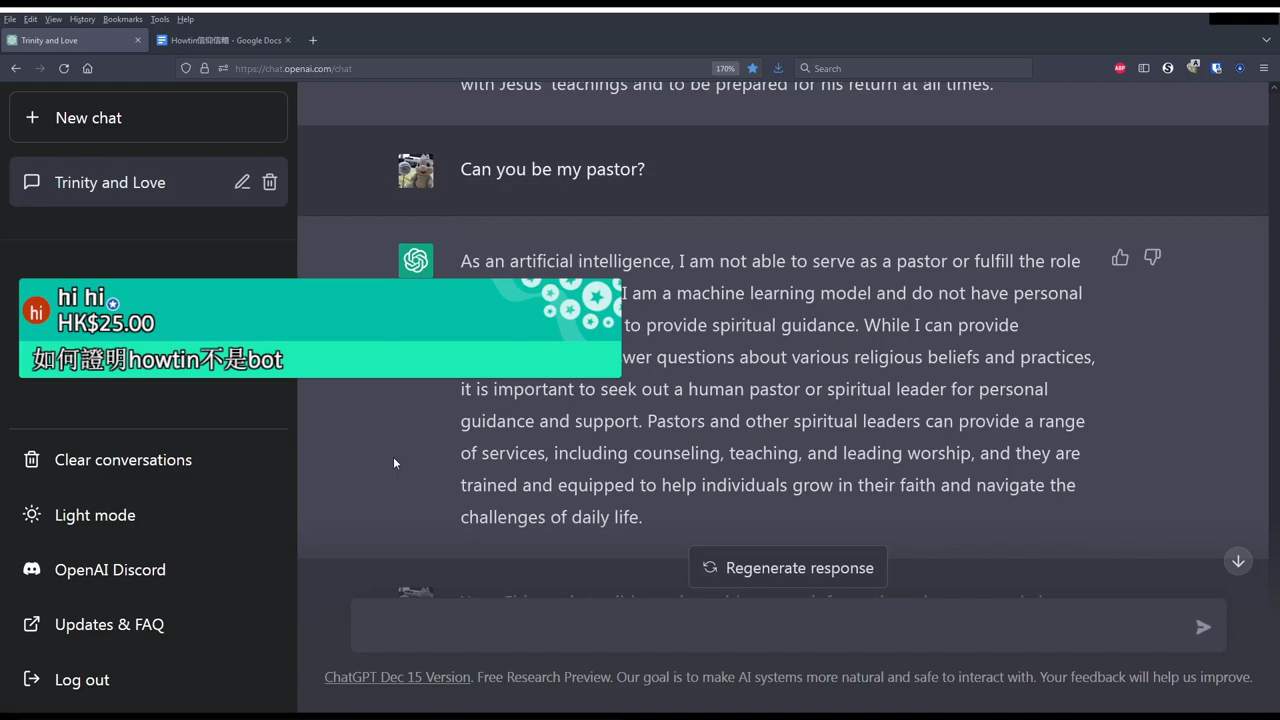 File Edit View History Bookmarks Tools Help
Trinity and Love
Howtin信仰信體 - Google Docs
https://chat.openai.com/chat
170%
Search
with Jesus' teachings and to be prepared for his return at all times.
New chat
Can you be my pastor?
Trinity and Love
As an artificial intelligence, I am not able to serve as a pastor or fulfill the role
hi hi
hi
HK$25.00
如何證明howtin不是bot
I am a machine learning model and do not have personal
to provide spiritual guidance. While I can provide
wer questions about various religious beliefs and practices,
it is important to seek out a human pastor or spiritual leader for personal
guidance and support. Pastors and other spiritual leaders can provide a range
of services, including counseling, teaching, and leading worship, and they are
trained and equipped to help individuals grow in their faith and navigate the
challenges of daily life.
Clear conversations
Light mode
OpenAI Discord
Updates & FAQ
Log out
Regenerate response
ChatGPT Dec 15 Version. Free Research Preview. Our goal is to make AI systems more natural and safe to interact with. Your feedback will help us improve.